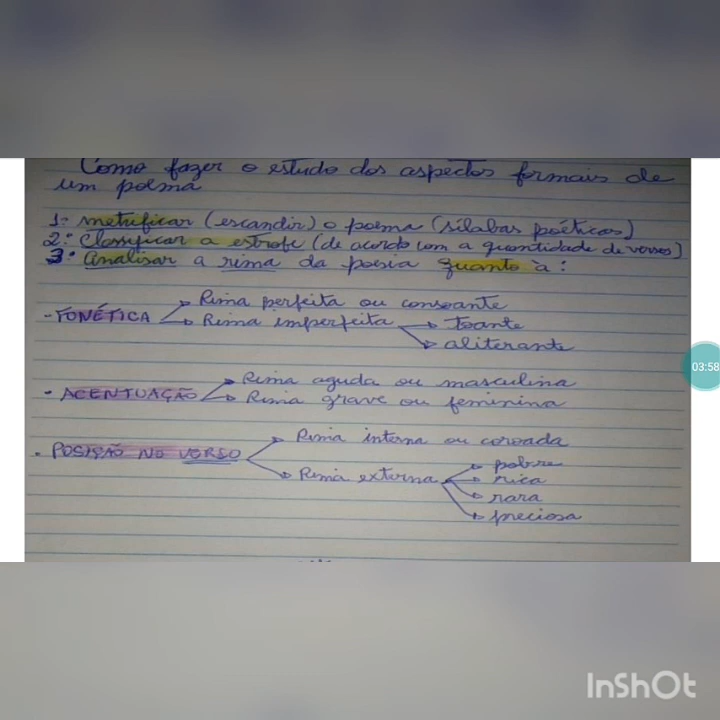 Como fazer o estudo dos aspectos formais de
um poema
1º metrificar (escandir) o poema (sílabas poéticas)
2º Classificar a estrofe (de acordo com a quantidade de versos)
3º Analisar a rima da poesia quanto à:
- FONÉTICA Rima perfeita ou consoante
Rima imperfeita toante
aliterante
- ACENTUAÇÃO Rima aguda ou masculina
Rima grave ou feminina
- POSIÇÃO NO VERSO Rima interna ou coroada
Rima externa pobre
rica
rara
preciosa
03:58
InShOt